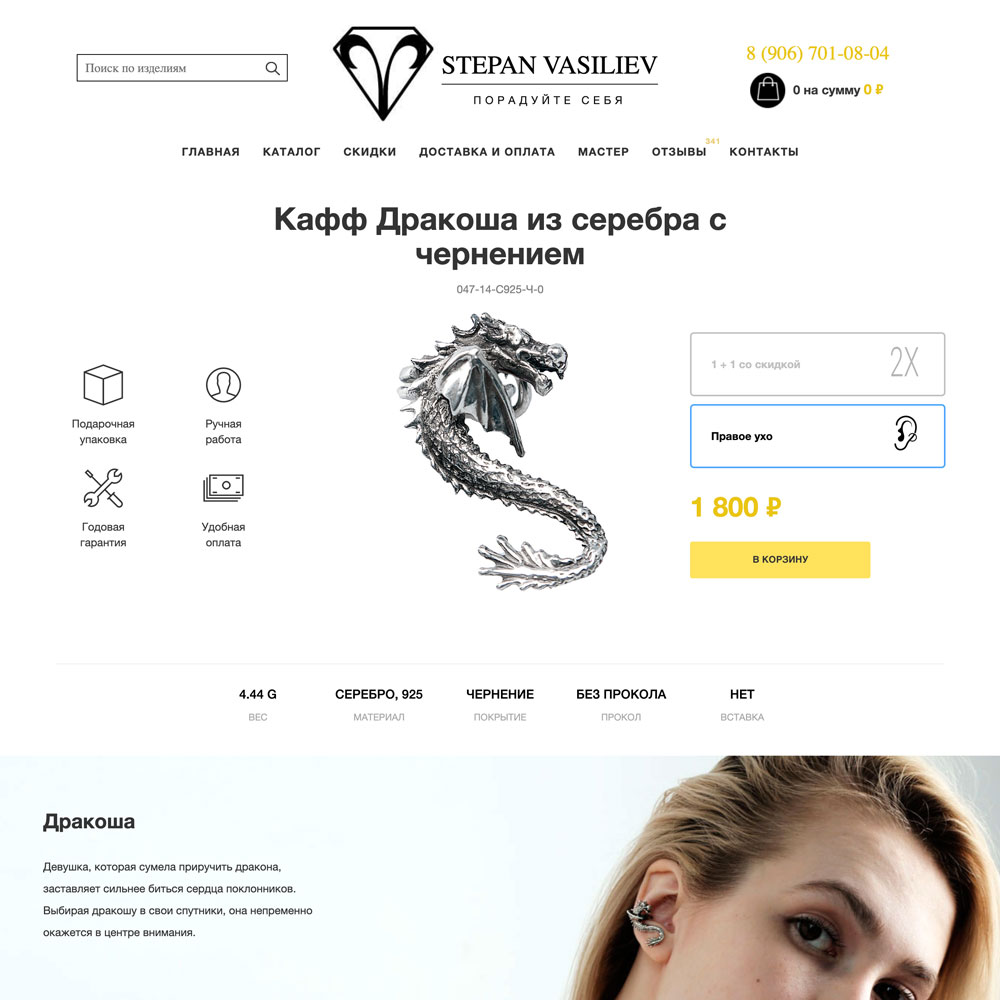 Поиск по изделиям
STEPAN VASILIEV
ПОРАДУЙТЕ СЕБЯ
8 (906) 701-08-04
0 на сумму 0 ₽
ГЛАВНАЯ КАТАЛОГ СКИДКИ ДОСТАВКА И ОПЛАТА МАСТЕР ОТЗЫВЫ 341 КОНТАКТЫ
Кафф Дракоша из серебра с
чернением
047-14-С925-Ч-0
Подарочная
упаковка
Ручная
работа
Годовая
гарантия
Удобная
оплата
1 + 1 со скидкой 2X
Правое ухо
1 800 ₽
В КОРЗИНУ
4.44 G СЕРЕБРО, 925 ЧЕРНЕНИЕ БЕЗ ПРОКОЛА НЕТ
ВЕС МАТЕРИАЛ ПОКРЫТИЕ ПРОКОЛ ВСТАВКА
Дракоша
Девушка, которая сумела приручить дракона,
заставляет сильнее биться сердца поклонников.
Выбирая дракошу в свои спутники, она непременно
окажется в центре внимания.